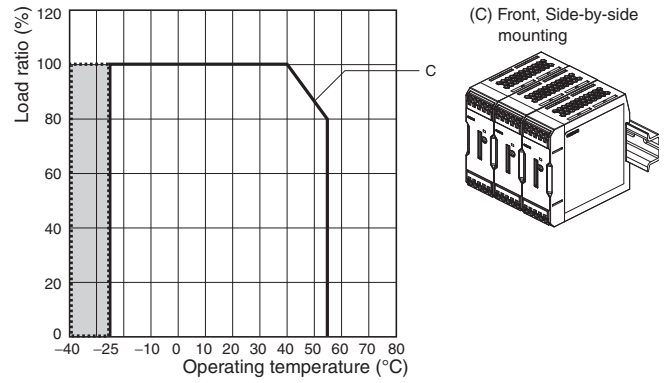 Load ratio (%)
120
100
80
60
40
20
0
−40 −25 −10 0 10 20 30 40 50 60 70 80
Operating temperature (°C)
C
(C) Front, Side-by-side
mounting